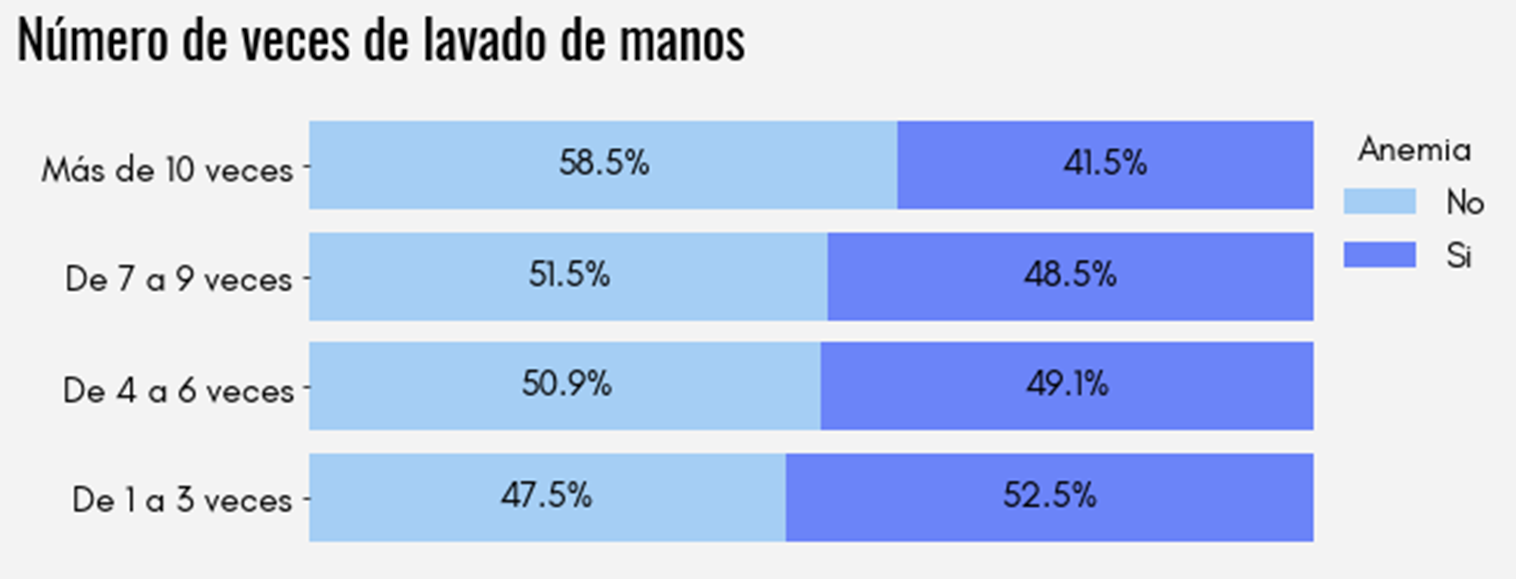 Número de veces de lavado de manos
Más de 10 veces 58.5% 41.5%
De 7 a 9 veces 51.5% 48.5%
De 4 a 6 veces 50.9% 49.1%
De 1 a 3 veces 47.5% 52.5%
Anemia
No
Si